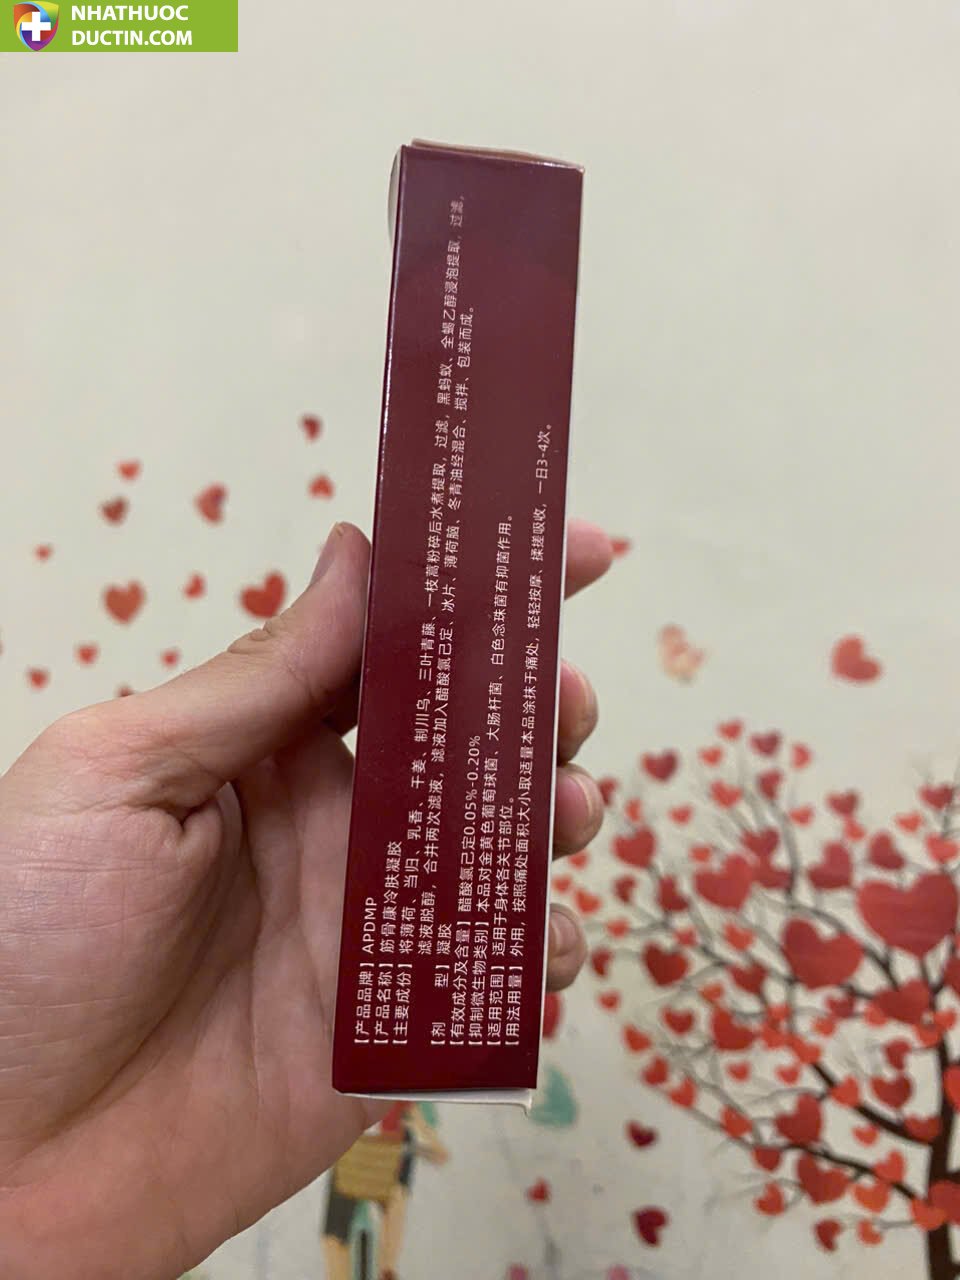 NHATHUOC
DUCTIN.COM
【产品品牌】APDMP
【产品名称】筋骨康冷肤凝胶
【主要成份】将薄荷、当归、乳香、干姜、制川乌、三叶青藤、一枝蒿粉碎后水煮提取，过滤，黑蚂蚁、全蝎乙醇浸泡提取，过滤，
滤液脱醇，合并两次滤液，滤液加入醋酸氯己定、冰片、薄荷脑、冬青油经混合、搅拌、包装而成。
【剂 型】凝胶
【有效成分及含量】醋酸氯己定0.05%-0.20%
【抑制微生物类别】本品对金黄色葡萄球菌、大肠杆菌、白色念珠菌有抑菌作用。
【适用范围】适用于身体各关节部位。
【用法用量】外用，按照痛处面积大小取适量本品涂抹于痛处，轻轻按摩、揉搓吸收，一日3-4次。